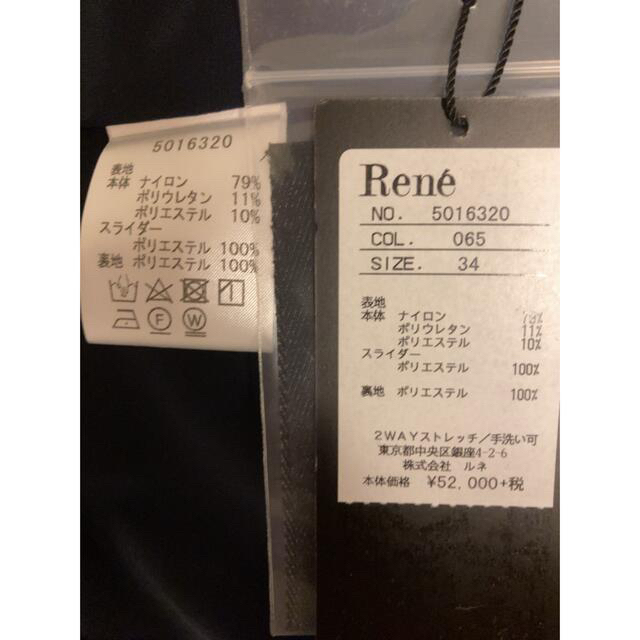 5016320
表地
本体 ナイロン 79%
ポリウレタン 11%
ポリエステル 10%
スライダー
ポリエステル 100%
裏地 ポリエステル 100%
F W
René
NO. 5016320
COL. 065
SIZE. 34
表地
本体 ナイロン 79%
ポリウレタン 11%
ポリエステル 10%
スライダー
ポリエステル 100%
裏地 ポリエステル 100%
2WAYストレッチ/手洗い可
東京都中央区銀座4-2-6
株式会社 ルネ
本体価格 ¥52,000+税